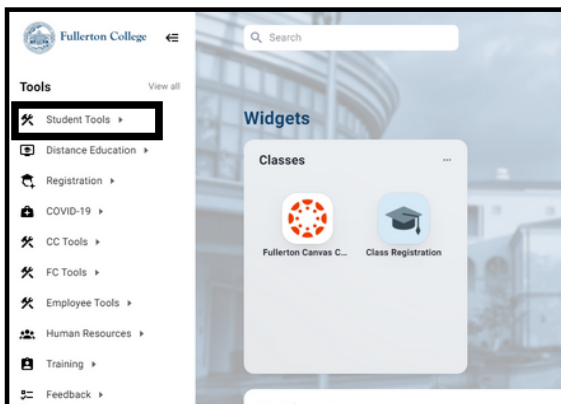 Fullerton College
Search
Tools
View all
Student Tools
Distance Education
Registration
COVID-19
CC Tools
FC Tools
Employee Tools
Human Resources
Training
Feedback
Widgets
Classes
Fullerton Canvas C...
Class Registration